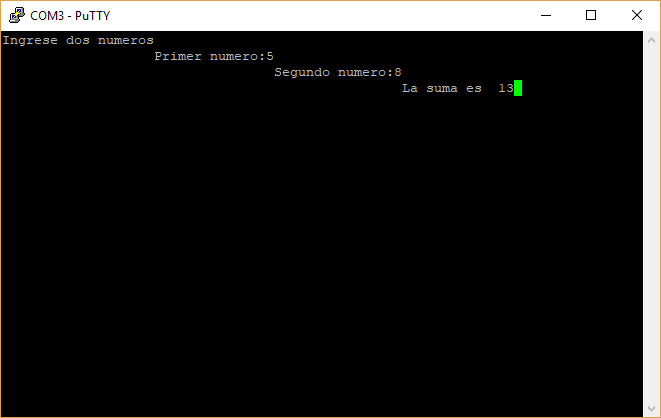 COM3 - PuTTY
Ingrese dos numeros
Primer numero:5
Segundo numero:8
La suma es  13